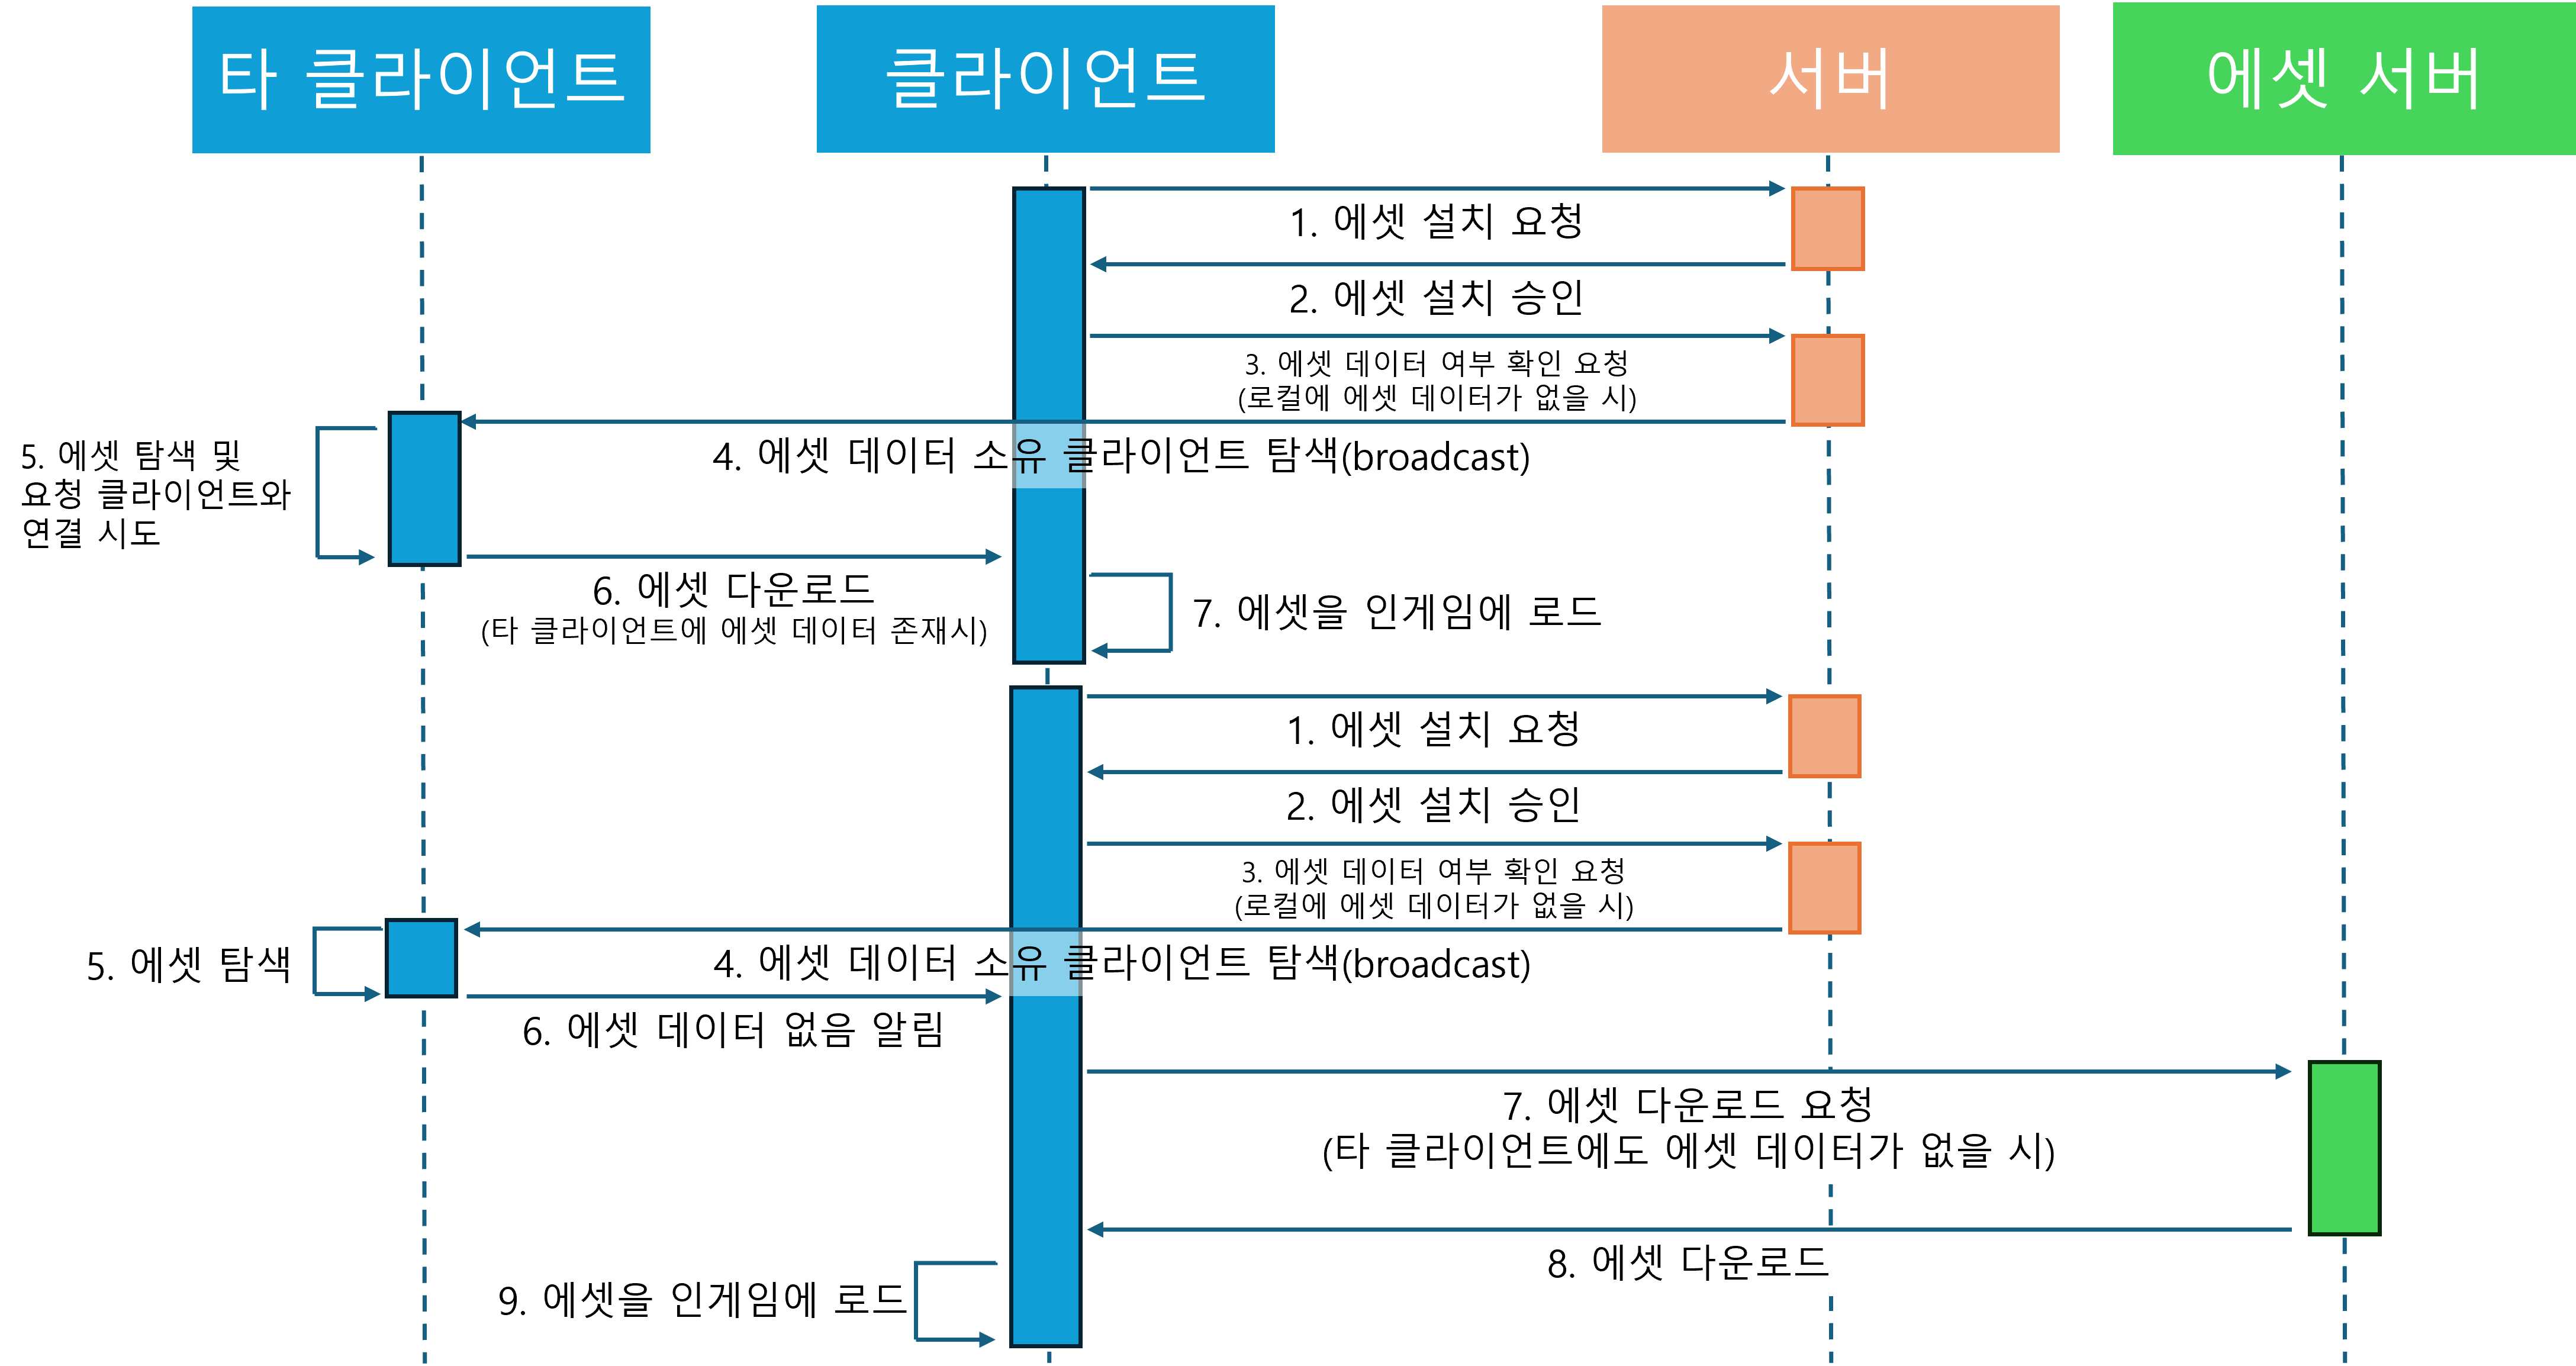 타 클라이언트
클라이언트
서버
에셋 서버
1. 에셋 설치 요청
2. 에셋 설치 승인
3. 에셋 데이터 여부 확인 요청
(로컬에 에셋 데이터가 없을 시)
4. 에셋 데이터 소유 클라이언트 탐색(broadcast)
5. 에셋 탐색 및
요청 클라이언트와
연결 시도
6. 에셋 다운로드
(타 클라이언트에 에셋 데이터 존재시)
7. 에셋을 인게임에 로드
1. 에셋 설치 요청
2. 에셋 설치 승인
3. 에셋 데이터 여부 확인 요청
(로컬에 에셋 데이터가 없을 시)
4. 에셋 데이터 소유 클라이언트 탐색(broadcast)
5. 에셋 탐색
6. 에셋 데이터 없음 알림
7. 에셋 다운로드 요청
(타 클라이언트에도 에셋 데이터가 없을 시)
8. 에셋 다운로드
9. 에셋을 인게임에 로드